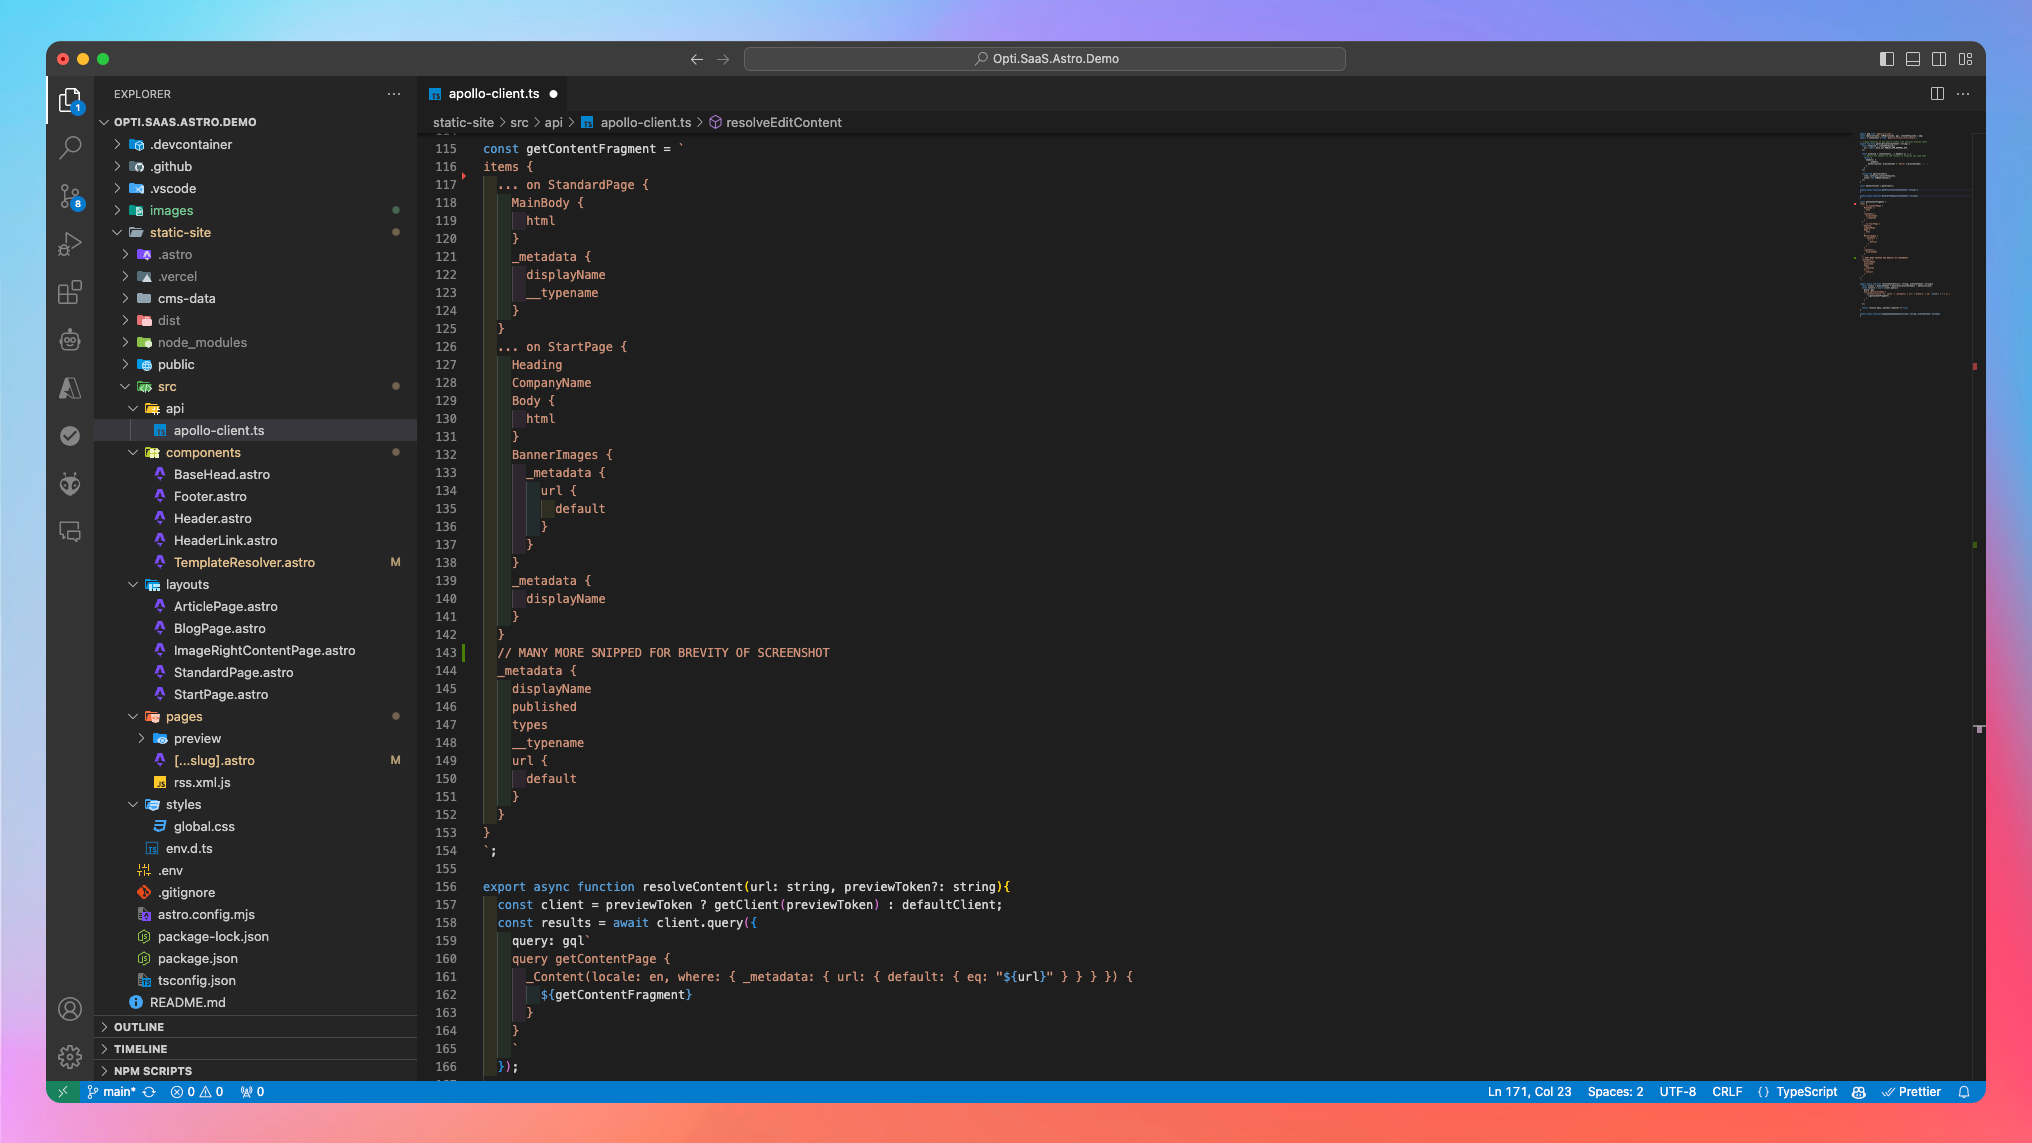 Opti.SaaS.Astro.Demo
EXPLORER
OPTI.SAAS.ASTRO.DEMO
.devcontainer
.github
.vscode
images
static-site
.astro
.vercel
cms-data
dist
node_modules
public
src
api
apollo-client.ts
components
BaseHead.astro
Footer.astro
Header.astro
HeaderLink.astro
TemplateResolver.astro M
layouts
ArticlePage.astro
BlogPage.astro
ImageRightContentPage.astro
StandardPage.astro
StartPage.astro
pages
preview
[...slug].astro M
rss.xml.js
styles
global.css
env.d.ts
.env
.gitignore
astro.config.mjs
package-lock.json
package.json
tsconfig.json
README.md
OUTLINE
TIMELINE
NPM SCRIPTS
1
8
apollo-client.ts
static-site > src > api > apollo-client.ts > resolveEditContent
115 const getContentFragment = `
116 items {
117 ... on StandardPage {
118 MainBody {
119 html
120 }
121 _metadata {
122 displayName
123 __typename
124 }
125 }
126 ... on StartPage {
127 Heading
128 CompanyName
129 Body {
130 html
131 }
132 BannerImages {
133 _metadata {
134 url {
135 default
136 }
137 }
138 }
139 _metadata {
140 displayName
141 }
142 }
143 // MANY MORE SNIPPED FOR BREVITY OF SCREENSHOT
144 _metadata {
145 displayName
146 published
147 types
148 __typename
149 url {
150 default
151 }
152 }
153 }
154 `;
155
156 export async function resolveContent(url: string, previewToken?: string){
157 const client = previewToken ? getClient(previewToken) : defaultClient;
158 const results = await client.query({
159 query: gql`
160 query getContentPage {
161 _Content(locale: en, where: { _metadata: { url: { default: { eq: "${url}" } } } }) {
162 ${getContentFragment}
163 }
164 }
165 `
166 });
main* 0 0 0
Ln 171, Col 23 Spaces: 2 UTF-8 CRLF {} TypeScript Prettier